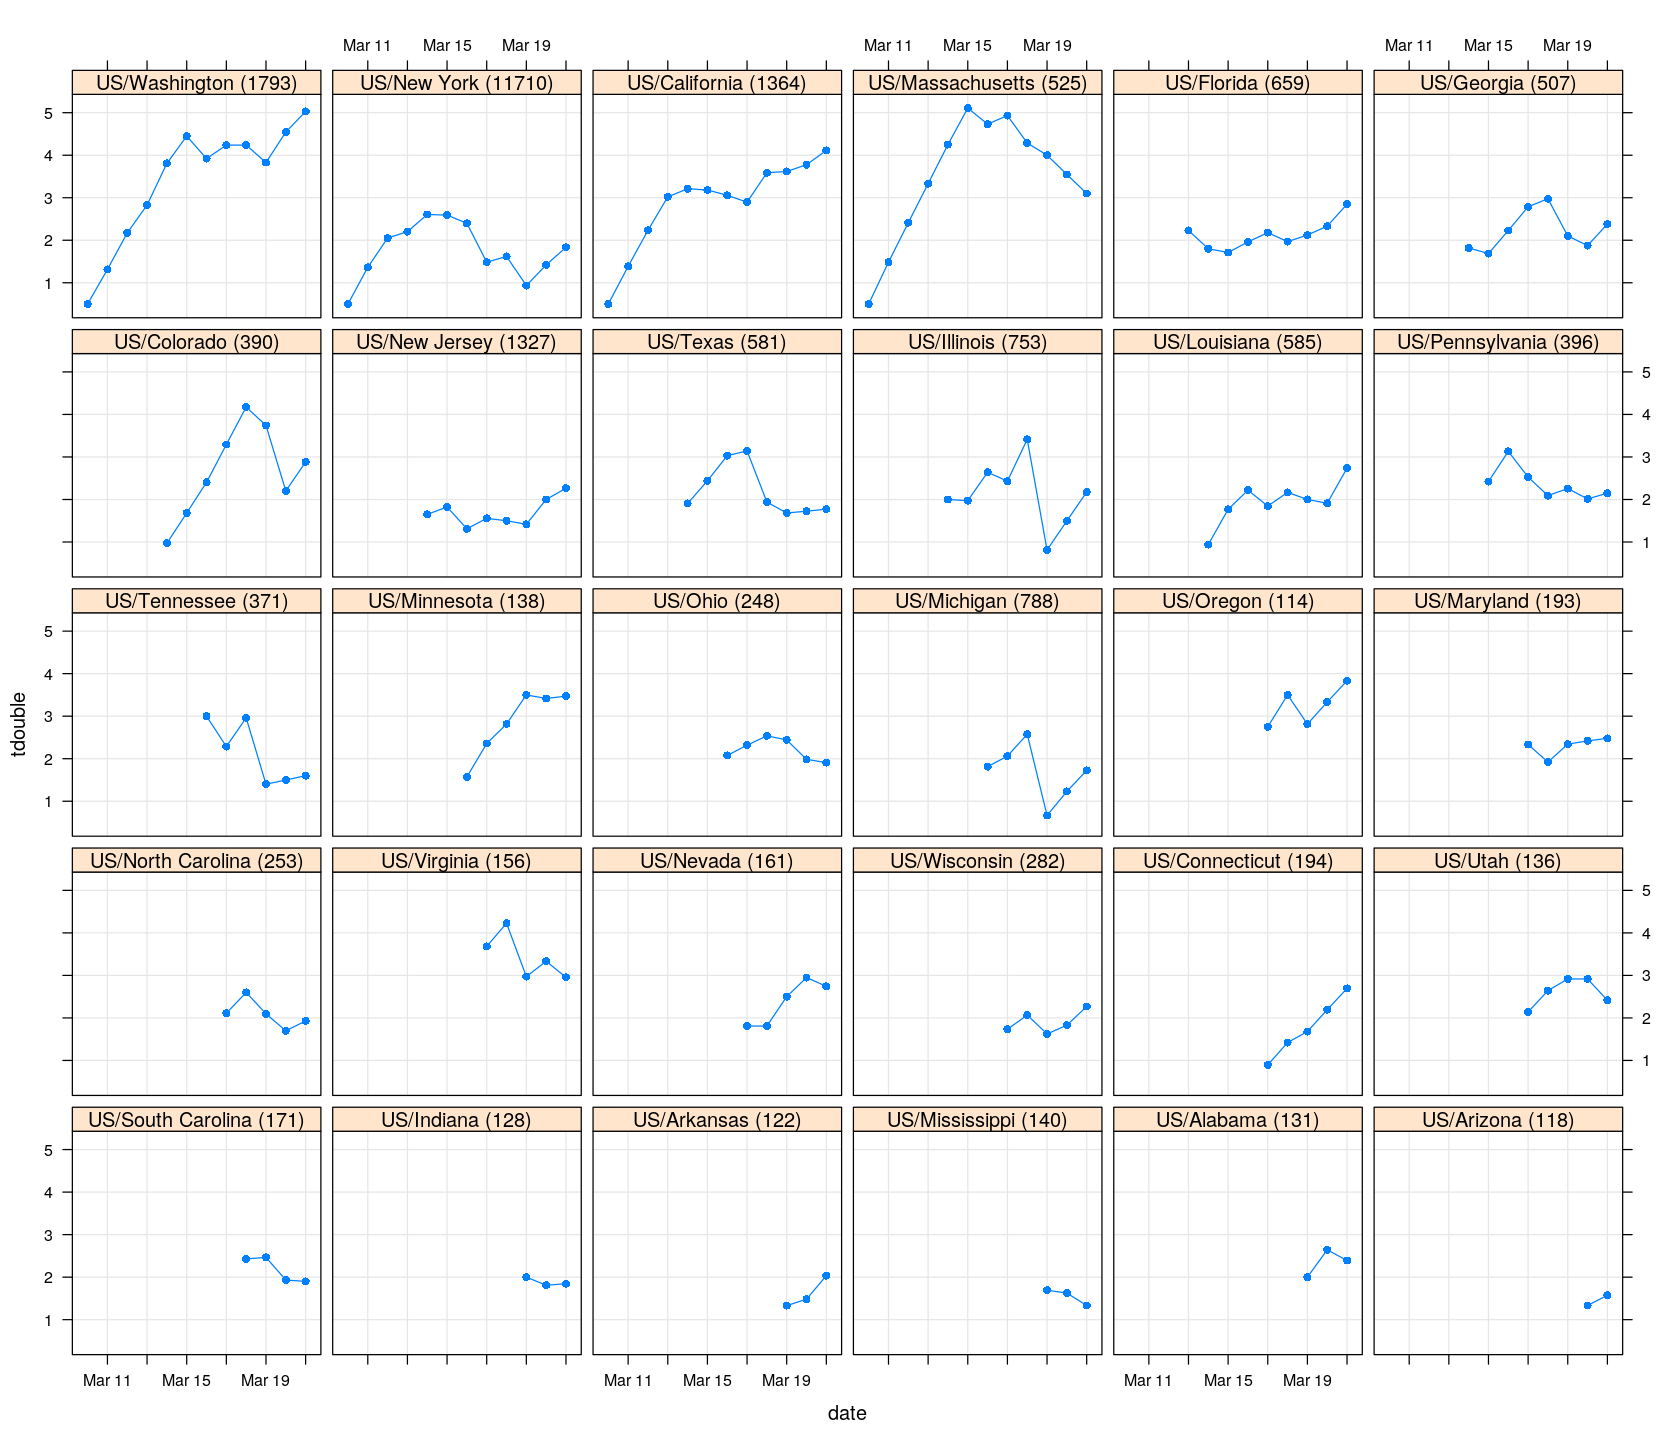 Mar 11 Mar 15 Mar 19 Mar 11 Mar 15 Mar 19 Mar 11 Mar 15 Mar 19
US/Washington (1793) US/New York (11710) US/California (1364) US/Massachusetts (525) US/Florida (659) US/Georgia (507)
5
4
3
2
1
US/Colorado (390) US/New Jersey (1327) US/Texas (581) US/Illinois (753) US/Louisiana (585) US/Pennsylvania (396)
5
4
3
2
1
US/Tennessee (371) US/Minnesota (138) US/Ohio (248) US/Michigan (788) US/Oregon (114) US/Maryland (193)
5
4
3
2
1
tdouble
US/North Carolina (253) US/Virginia (156) US/Nevada (161) US/Wisconsin (282) US/Connecticut (194) US/Utah (136)
5
4
3
2
1
US/South Carolina (171) US/Indiana (128) US/Arkansas (122) US/Mississippi (140) US/Alabama (131) US/Arizona (118)
5
4
3
2
1
Mar 11 Mar 15 Mar 19 Mar 11 Mar 15 Mar 19 Mar 11 Mar 15 Mar 19
date